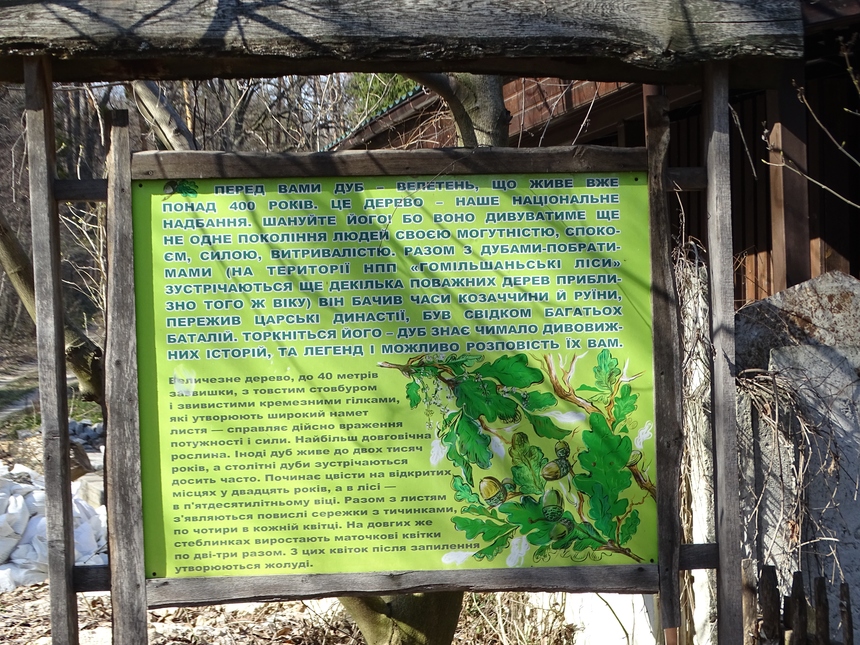 ПЕРЕД ВАМИ ДУБ – ВЕЛЕТЕНЬ, ЩО ЖИВЕ ВЖЕ
ПОНАД 400 РОКІВ. ЦЕ ДЕРЕВО – НАШЕ НАЦІОНАЛЬНЕ
НАДБАННЯ. ШАНУЙТЕ ЙОГО! БО ВОНО ДИВУВАТИМЕ ЩЕ
НЕ ОДНЕ ПОКОЛІННЯ ЛЮДЕЙ СВОЄЮ МОГУТНІСТЮ, СПОКО-
ЄМ, СИЛОЮ, ВИТРИВАЛІСТЮ. РАЗОМ З ДУБАМИ-ПОБРАТИ-
МАМИ (НА ТЕРИТОРІЇ НПП «ГОМІЛЬШАНСЬКІ ЛІСИ»
ЗУСТРІЧАЮТЬСЯ ЩЕ ДЕКІЛЬКА ПОВАЖНИХ ДЕРЕВ ПРИБЛИ-
ЗНО ТОГО Ж ВІКУ) ВІН БАЧИВ ЧАСИ КОЗАЧЧИНИ Й РУЇНИ,
ПЕРЕЖИВ ЦАРСЬКІ ДИНАСТІЇ, БУВ СВІДКОМ БАГАТЬОХ
БАТАЛІЙ. ТОРКНІТЬСЯ ЙОГО – ДУБ ЗНАЄ ЧИМАЛО ДИВОВИЖ-
НИХ ІСТОРІЙ, ТА ЛЕГЕНД І МОЖЛИВО РОЗПОВІСТЬ ЇХ ВАМ.
Величезне дерево, до 40 метрів
заввишки, з товстим стовбуром
і звивистими кремезними гілками,
які утворюють широкий намет
листя — справляє дійсно враження
потужності і сили. Найбільш довговічна
рослина. Іноді дуб живе до двох тисяч
років, а столітні дуби зустрічаються
досить часто. Починає цвісти на відкритих
місцях у двадцять років, а в лісі —
в п'ятдесятилітньому віці. Разом з листям
з'являються повислі сережки з тичинками,
по чотири в кожній квітці. На довгих же
стеблинках виростають маточкові квітки
по дві-три разом. З цих квіток після запилення
утворюються жолуді.